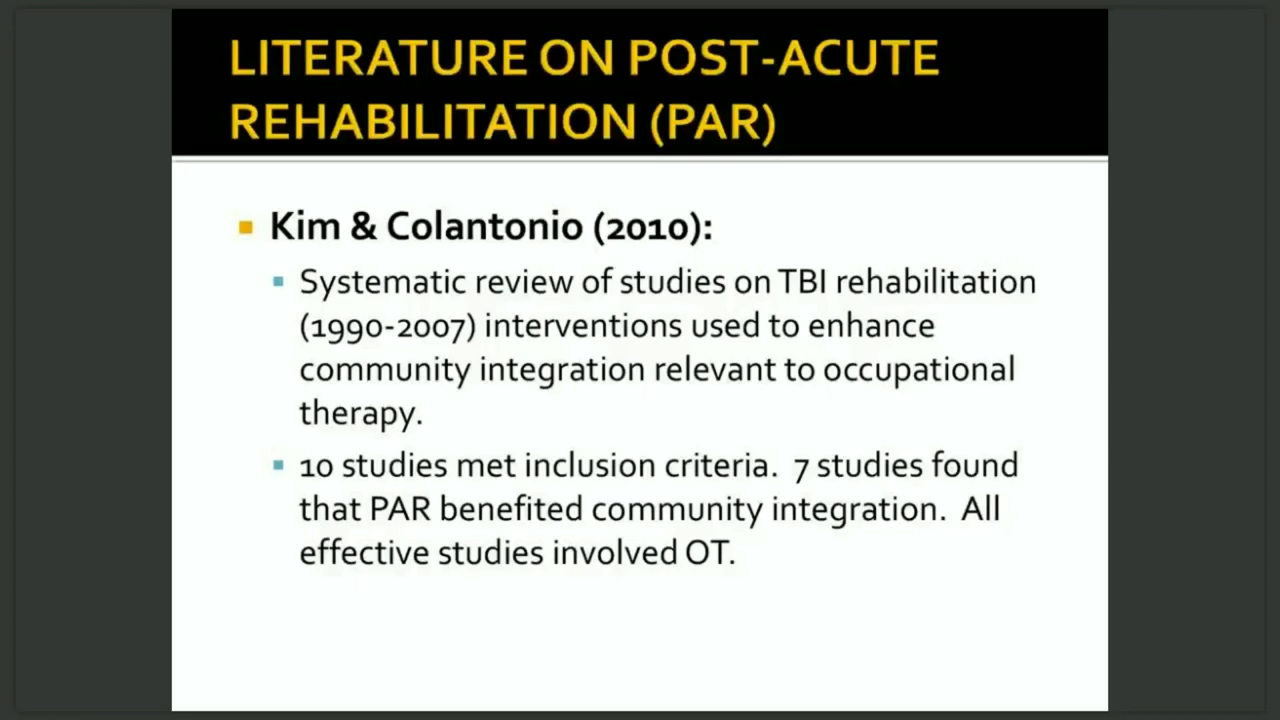 LITERATURE ON POST-ACUTE
REHABILITATION (PAR)
Kim & Colantonio (2010):
Systematic review of studies on TBI rehabilitation
(1990-2007) interventions used to enhance
community integration relevant to occupational
therapy.
10 studies met inclusion criteria.  7 studies found
that PAR benefited community integration.  All
effective studies involved OT.